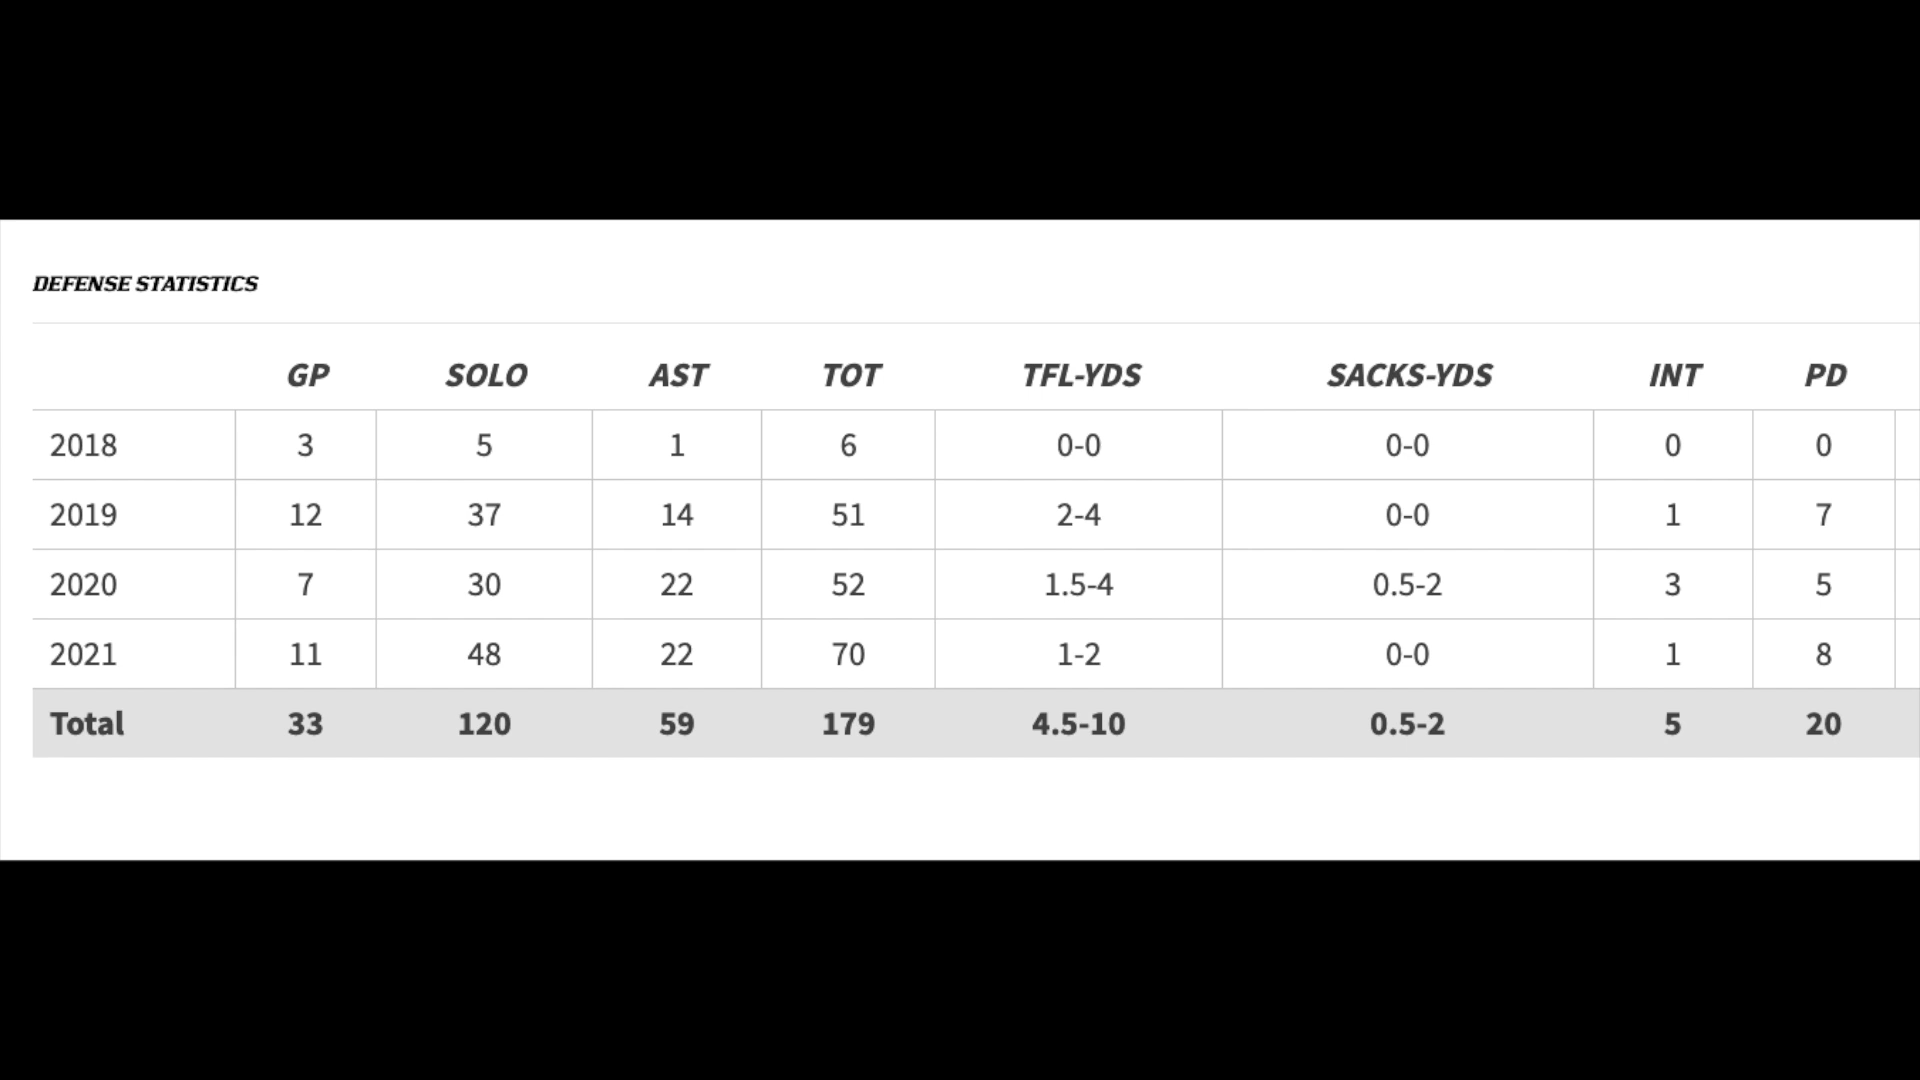 DEFENSE STATISTICS
GP SOLO AST TOT TFL-YDS SACKS-YDS INT PD
2018 3 5 1 6 0-0 0-0 0 0
2019 12 37 14 51 2-4 0-0 1 7
2020 7 30 22 52 1.5-4 0.5-2 3 5
2021 11 48 22 70 1-2 0-0 1 8
Total 33 120 59 179 4.5-10 0.5-2 5 20